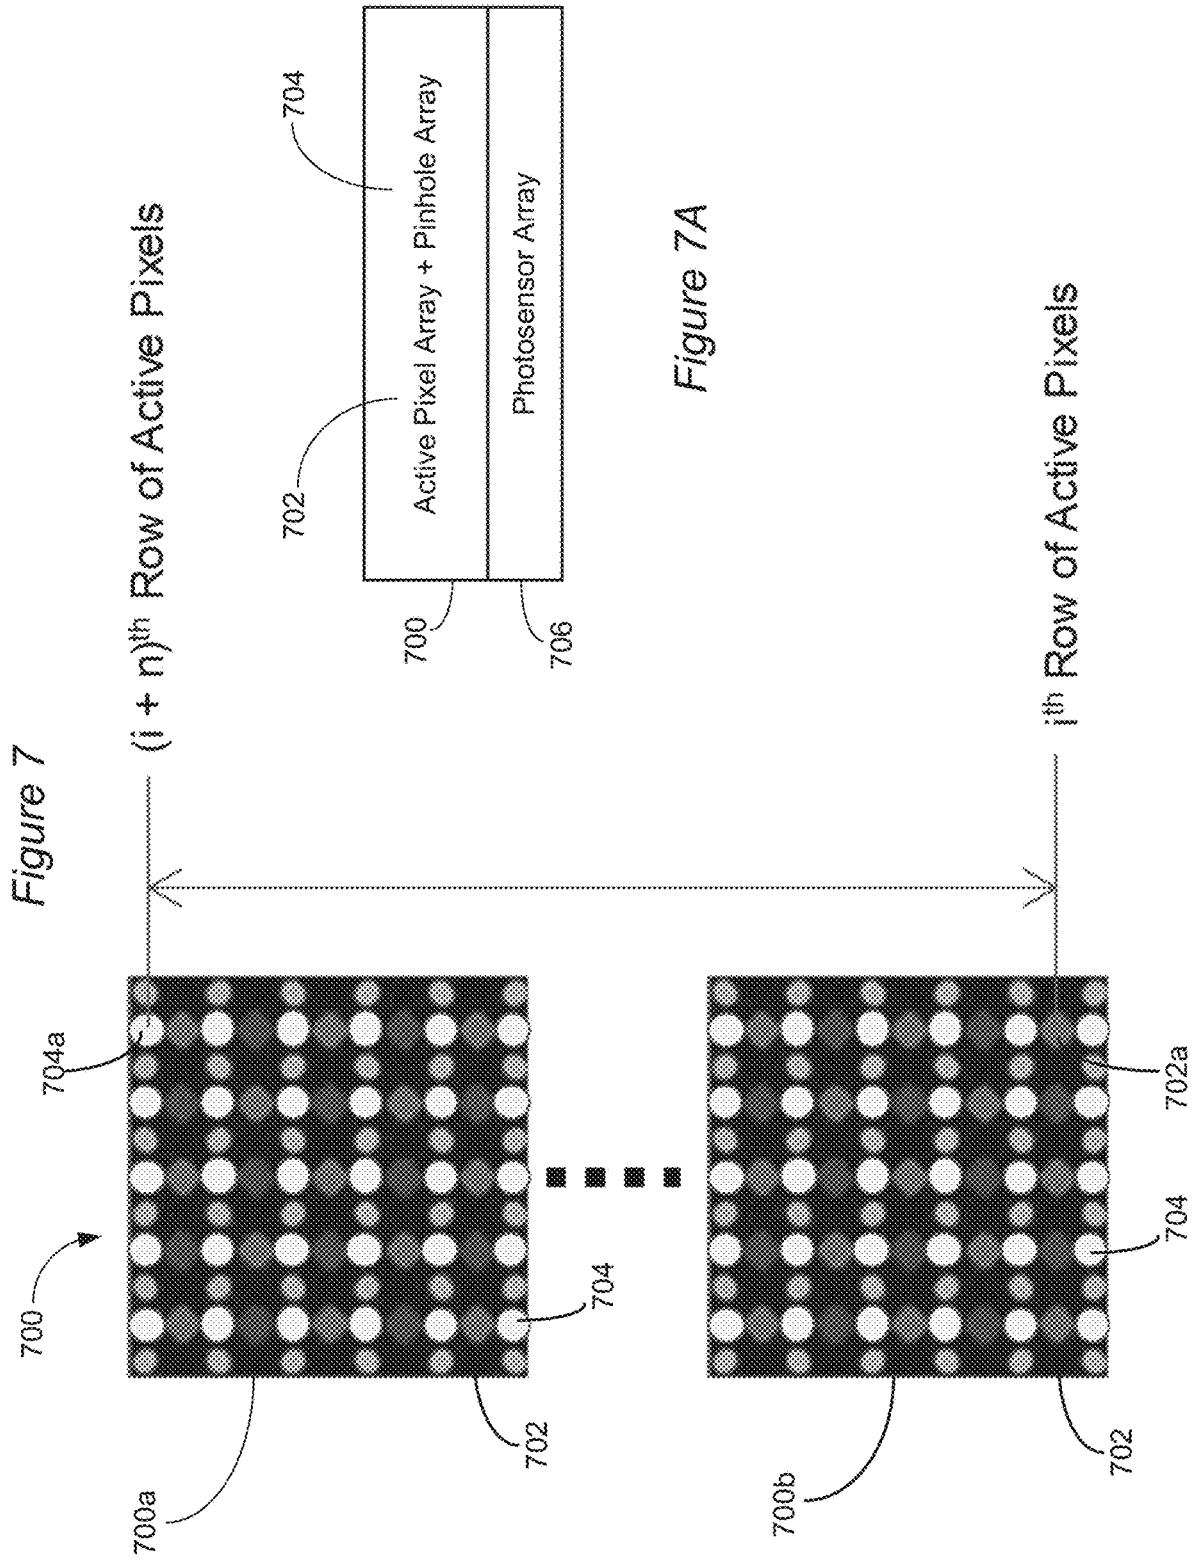 Figure 7
700
704a
(i + n)th Row of Active Pixels
700a
702
704
702
704
Active Pixel Array + Pinhole Array
700
Photosensor Array
706
Figure 7A
700b
702
704
702a
ith Row of Active Pixels